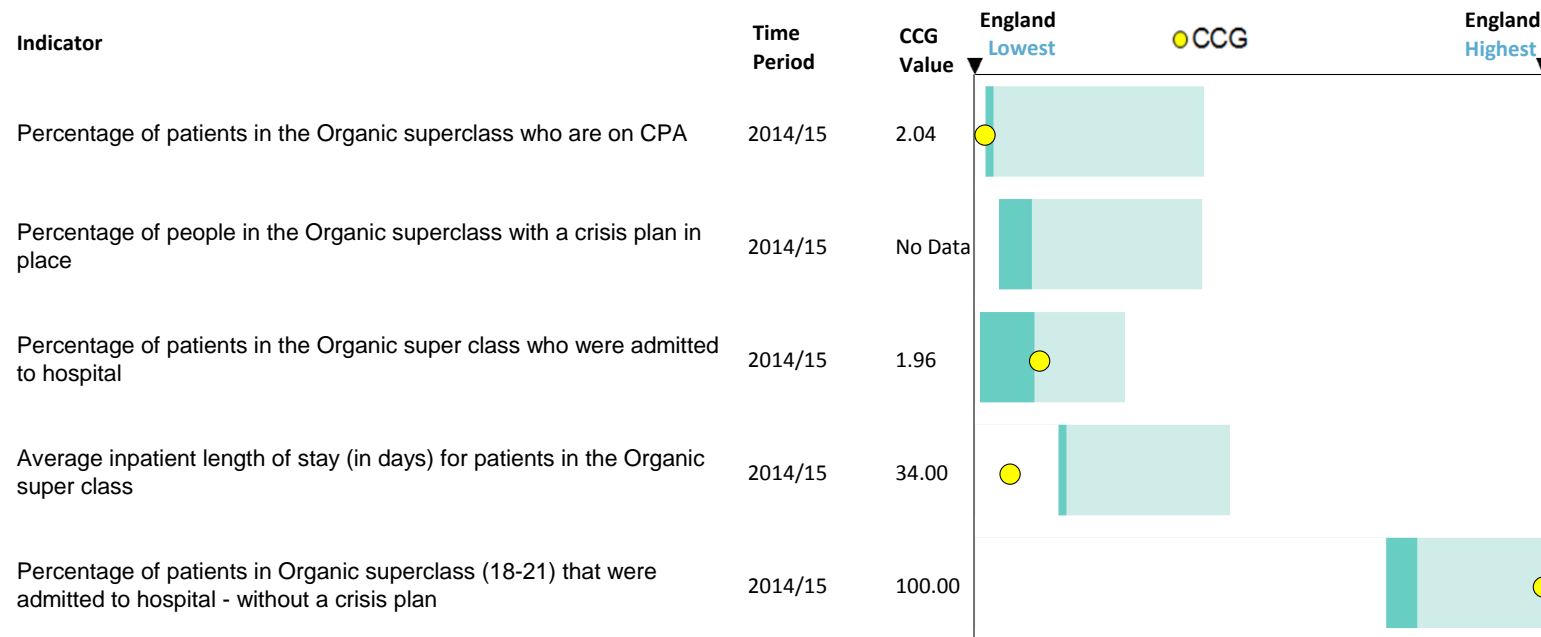 Indicator
Time
Period
CCG
Value
England
Lowest
CCG
England
Highest
Percentage of patients in the Organic superclass who are on CPA
2014/15
2.04
Percentage of people in the Organic superclass with a crisis plan in
place
2014/15
No Data
Percentage of patients in the Organic super class who were admitted
to hospital
2014/15
1.96
Average inpatient length of stay (in days) for patients in the Organic
super class
2014/15
34.00
Percentage of patients in Organic superclass (18-21) that were
admitted to hospital - without a crisis plan
2014/15
100.00